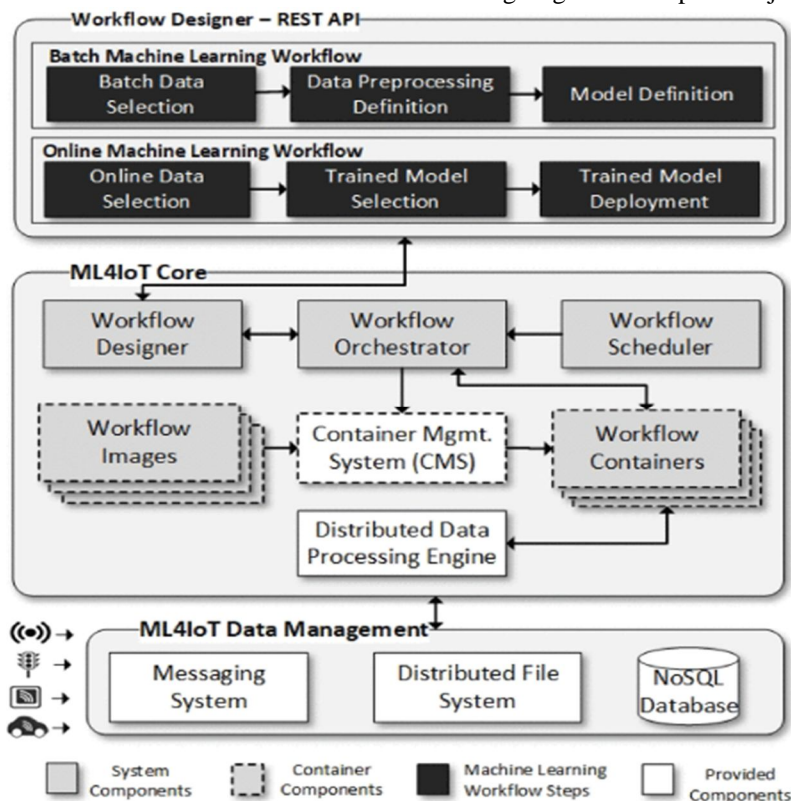 Workflow Designer – REST API
Batch Machine Learning Workflow
Batch Data
Selection
Data Preprocessing
Definition
Model Definition
Online Machine Learning Workflow
Online Data
Selection
Trained Model
Selection
Trained Model
Deployment
ML4IoT Core
Workflow
Designer
Workflow
Orchestrator
Workflow
Scheduler
Workflow
Images
Container Mgmt.
System (CMS)
Workflow
Containers
Distributed Data
Processing Engine
ML4IoT Data Management
Messaging
System
Distributed File
System
NoSQL
Database
System
Components
Container
Components
Machine Learning
Workflow Steps
Provided
Components